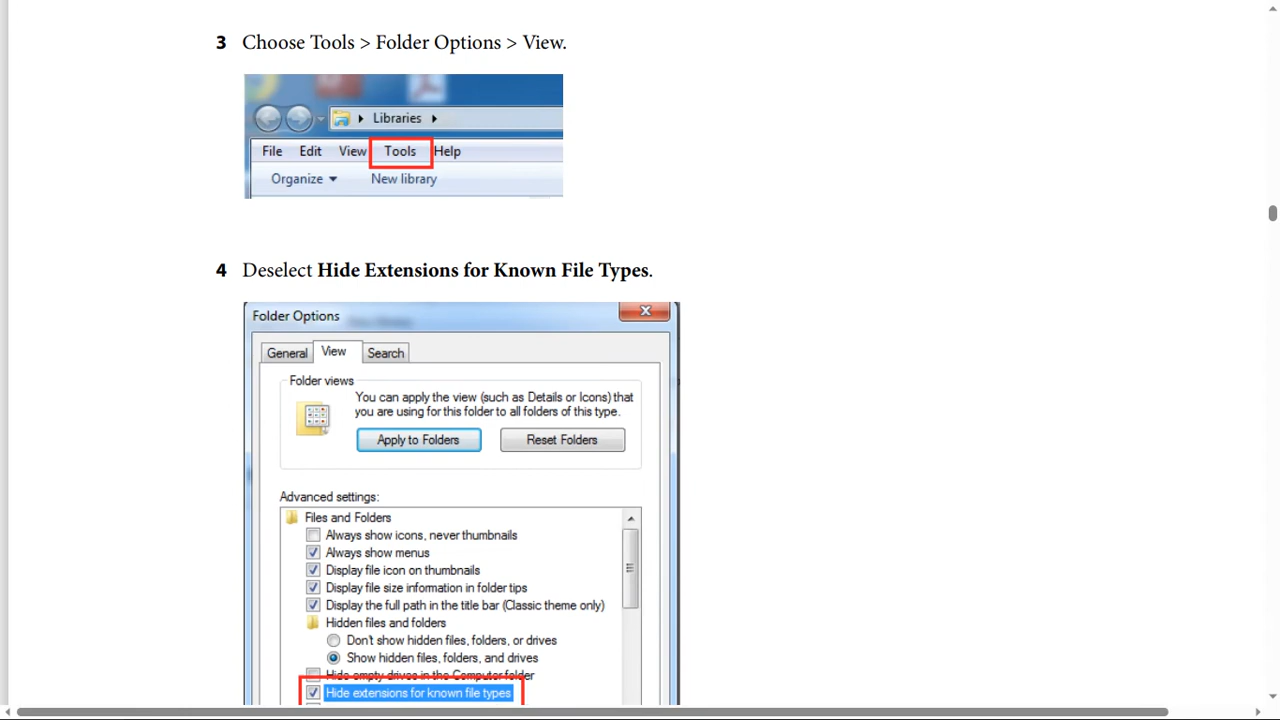 3 Choose Tools > Folder Options > View.
Libraries
File Edit View Tools Help
Organize New library
4 Deselect Hide Extensions for Known File Types.
Folder Options
General View Search
Folder views
You can apply the view (such as Details or Icons) that
you are using for this folder to all folders of this type.
Apply to Folders Reset Folders
Advanced settings:
Files and Folders
Always show icons, never thumbnails
Always show menus
Display file icon on thumbnails
Display file size information in folder tips
Display the full path in the title bar (Classic theme only)
Hidden files and folders
Don't show hidden files, folders, or drives
Show hidden files, folders, and drives
Hide empty drives in the Computer folder
Hide extensions for known file types